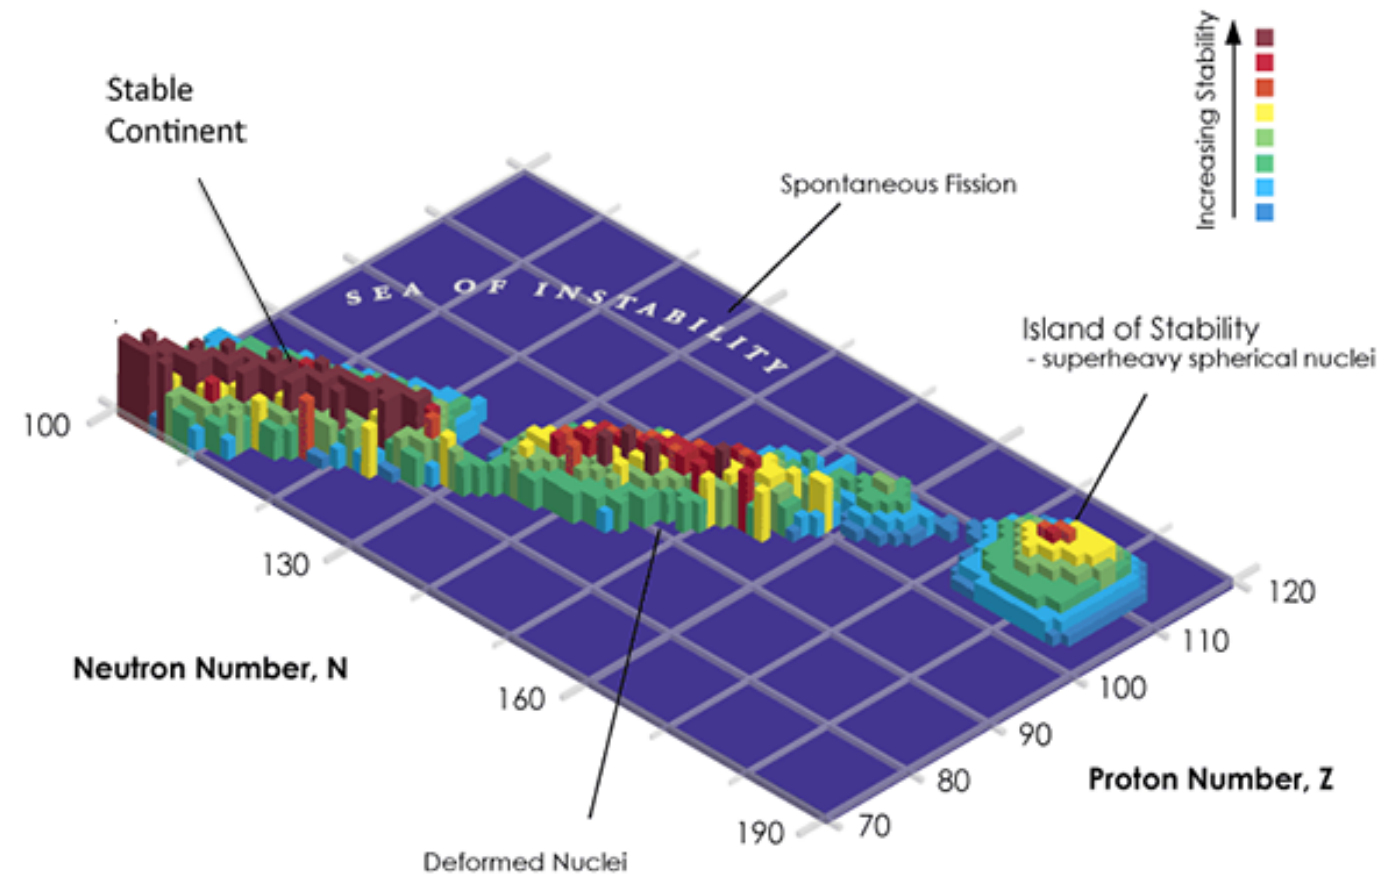 Stable
Continent
Spontaneous Fission
Increasing Stability
SEA OF INSTABILITY
Island of Stability
- superheavy spherical nuclei
100
130
160
190
120
110
100
90
80
70
Neutron Number, N
Proton Number, Z
Deformed Nuclei